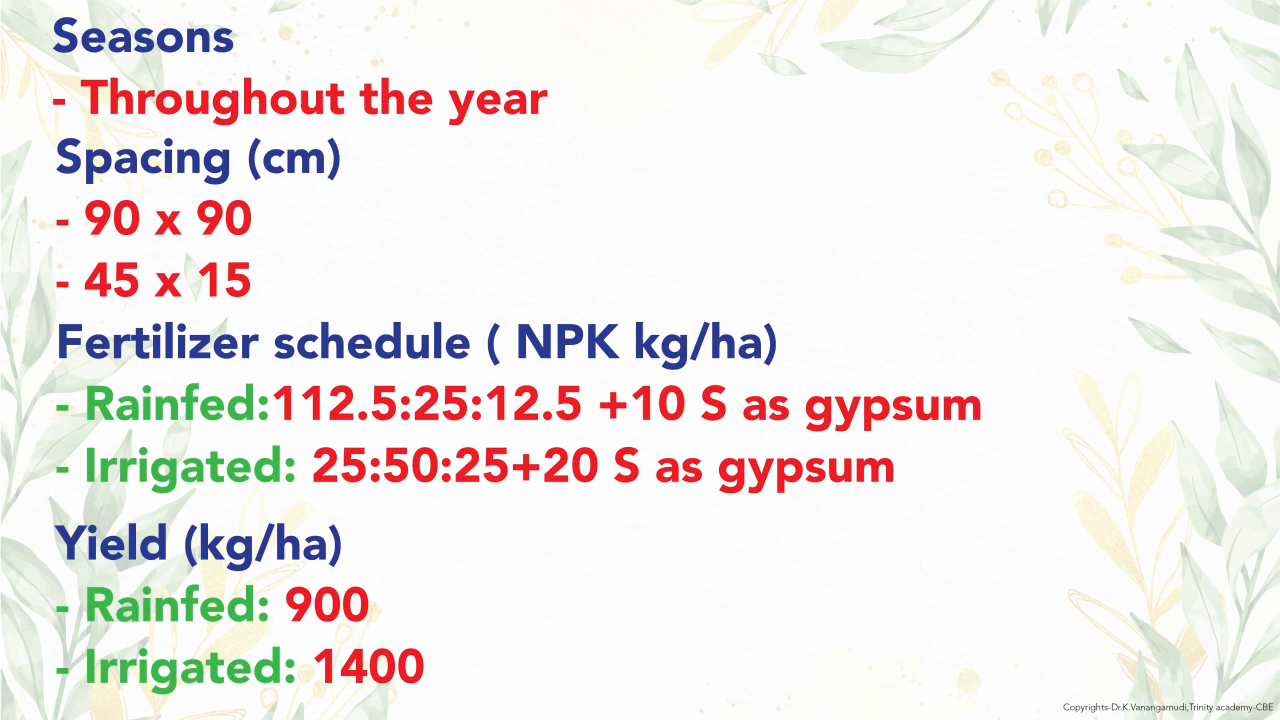 Seasons
- Throughout the year
Spacing (cm)
- 90 x 90
- 45 x 15
Fertilizer schedule ( NPK kg/ha)
- Rainfed:112.5:25:12.5 +10 S as gypsum
- Irrigated: 25:50:25+20 S as gypsum
Yield (kg/ha)
- Rainfed: 900
- Irrigated: 1400
Copyrights-Dr.K.Vanangamudi,Trinity academy-CBE